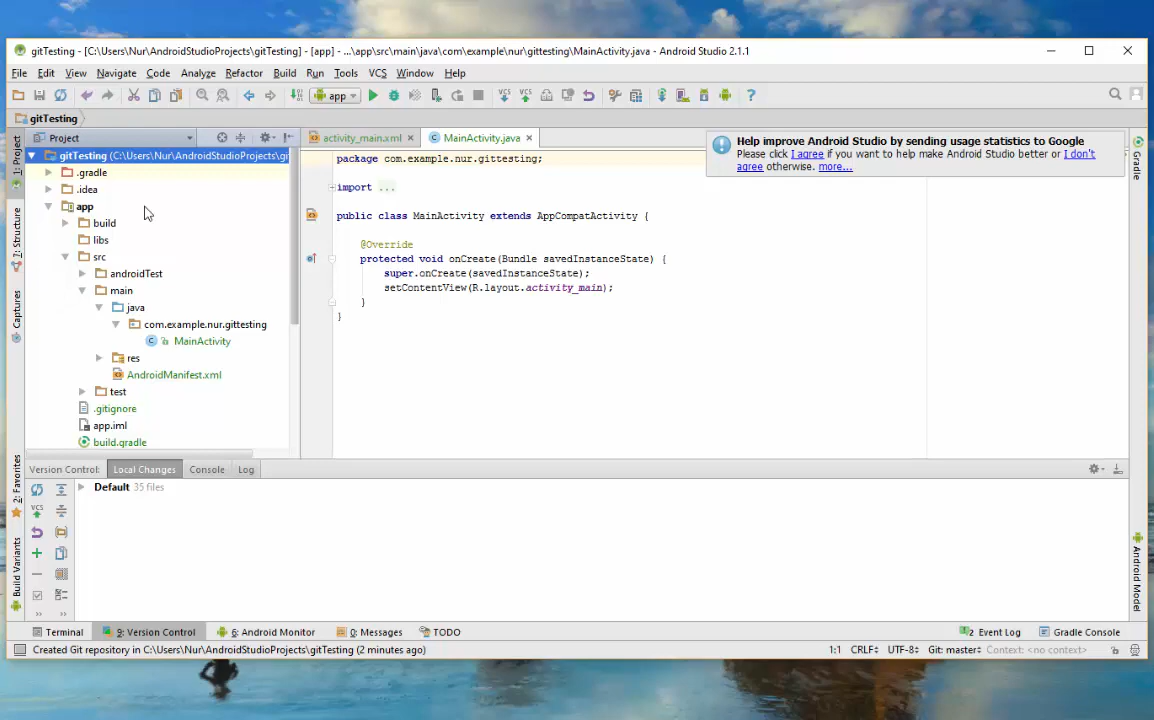 gitTesting - [C:\Users\Nur\AndroidStudioProjects\gitTesting] - [app] - ...\app\src\main\java\com\example\nur\gittesting\MainActivity.java - Android Studio 2.1.1
File Edit View Navigate Code Analyze Refactor Build Run Tools VCS Window Help
app
gitTesting
Project
activity_main.xml
MainActivity.java
1: Project
7: Structure
Captures
2: Favorites
Build Variants
gitTesting (C:\Users\Nur\AndroidStudioProjects\git
.gradle
.idea
app
build
libs
src
androidTest
main
java
com.example.nur.gittesting
MainActivity
res
AndroidManifest.xml
test
.gitignore
app.iml
build.gradle
package com.example.nur.gittesting;
import ...
public class MainActivity extends AppCompatActivity {
@Override
protected void onCreate(Bundle savedInstanceState) {
super.onCreate(savedInstanceState);
setContentView(R.layout.activity_main);
}
}
Help improve Android Studio by sending usage statistics to Google
Please click I agree if you want to help make Android Studio better or I don't
agree otherwise. more...
Gradle
Android Model
Version Control: Local Changes Console Log
VCS
Default 35 files
Terminal 9: Version Control 6: Android Monitor 0: Messages TODO
2 Event Log Gradle Console
Created Git repository in C:\Users\Nur\AndroidStudioProjects\gitTesting (2 minutes ago)
1:1 CRLF UTF-8 Git: master Context: <no context>